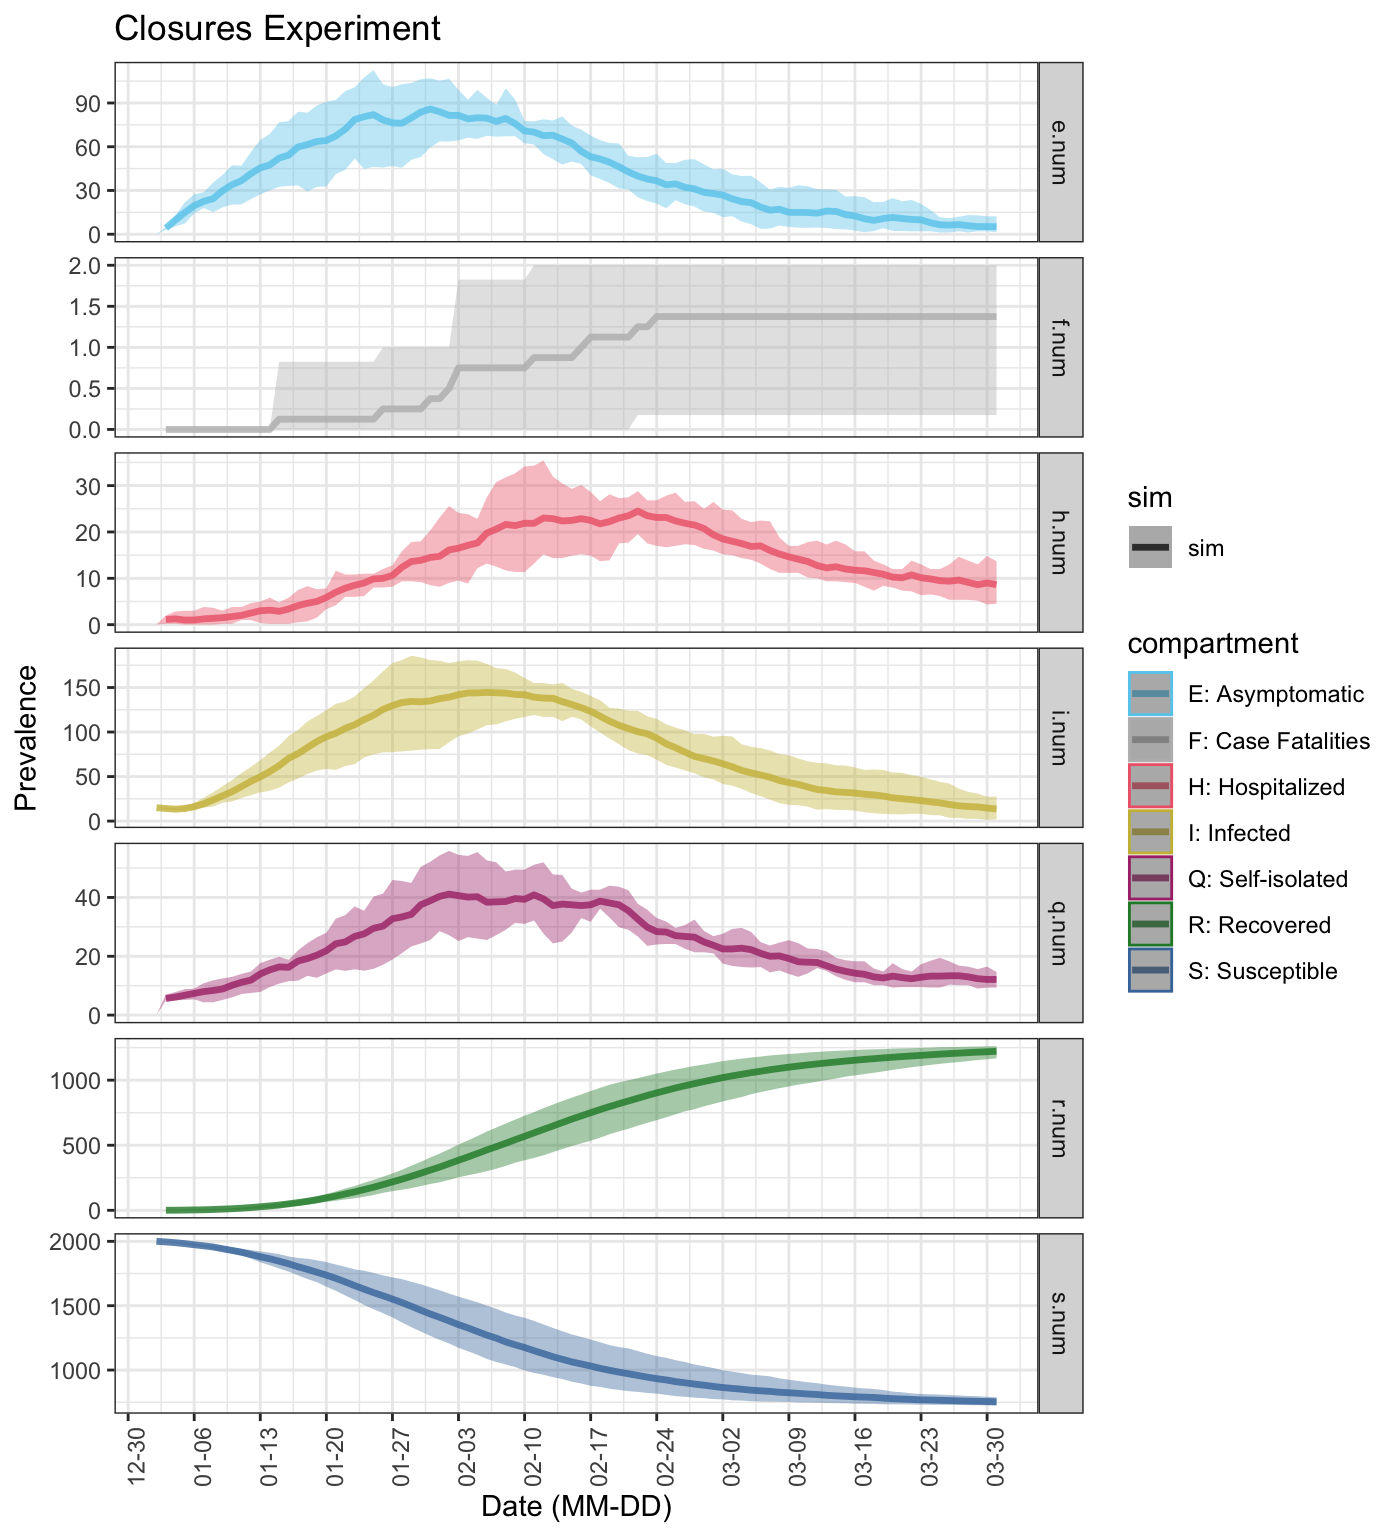 Closures Experiment
Prevalence
90
60
30
0
e.num
2.0
1.5
1.0
0.5
0.0
f.num
30
20
10
0
h.num
150
100
50
0
i.num
40
20
0
q.num
1000
500
0
r.num
2000
1500
1000
s.num
12-30
01-06
01-13
01-20
01-27
02-03
02-10
02-17
02-24
03-02
03-09
03-16
03-23
03-30
Date (MM-DD)
sim
sim
compartment
E: Asymptomatic
F: Case Fatalities
H: Hospitalized
I: Infected
Q: Self-isolated
R: Recovered
S: Susceptible